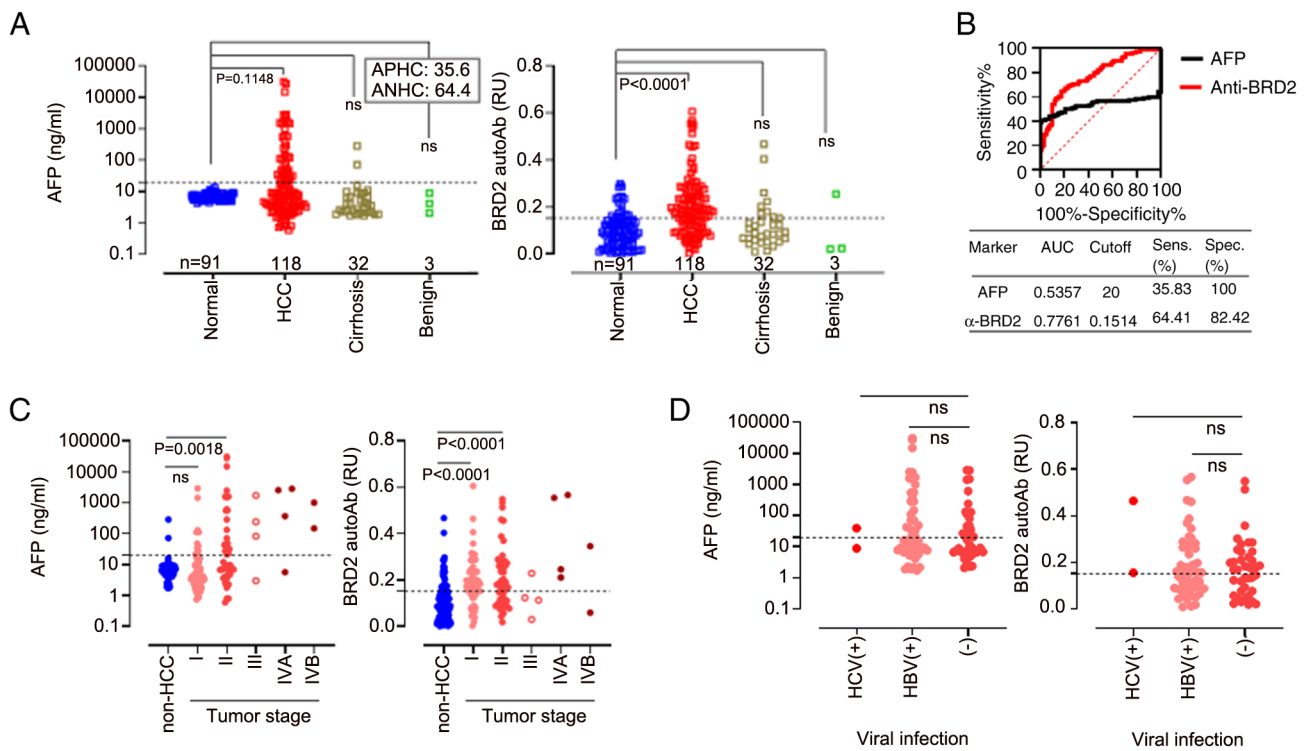 A
AFP (ng/ml)
100000
10000
1000
100
10
1
0.1
P=0.1148
ns
ns
APHC: 35.6
ANHC: 64.4
n=91
118
32
3
Normal
HCC
Cirrhosis
Benign
BRD2 autoAb (RU)
0.8
0.6
0.4
0.2
0.0
P<0.0001
ns
ns
n=91
118
32
3
Normal
HCC
Cirrhosis
Benign
B
Sensitivity%
100
80
60
40
20
0
0 20 40 60 80 100
100%-Specificity%
AFP
Anti-BRD2
Marker AUC Cutoff Sens. (%) Spec. (%)
AFP 0.5357 20 35.83 100
α-BRD2 0.7761 0.1514 64.41 82.42
C
AFP (ng/ml)
100000
10000
1000
100
10
1
0.1
P=0.0018
ns
non-HCC
I
II
III
IVA
IVB
Tumor stage
BRD2 autoAb (RU)
0.8
0.6
0.4
0.2
0.0
P<0.0001
P<0.0001
non-HCC
I
II
III
IVA
IVB
Tumor stage
D
AFP (ng/ml)
100000
10000
1000
100
10
1
0.1
ns
ns
HCV(+)
HBV(+)
(-)
Viral infection
BRD2 autoAb (RU)
0.8
0.6
0.4
0.2
0.0
ns
ns
HCV(+)
HBV(+)
(-)
Viral infection